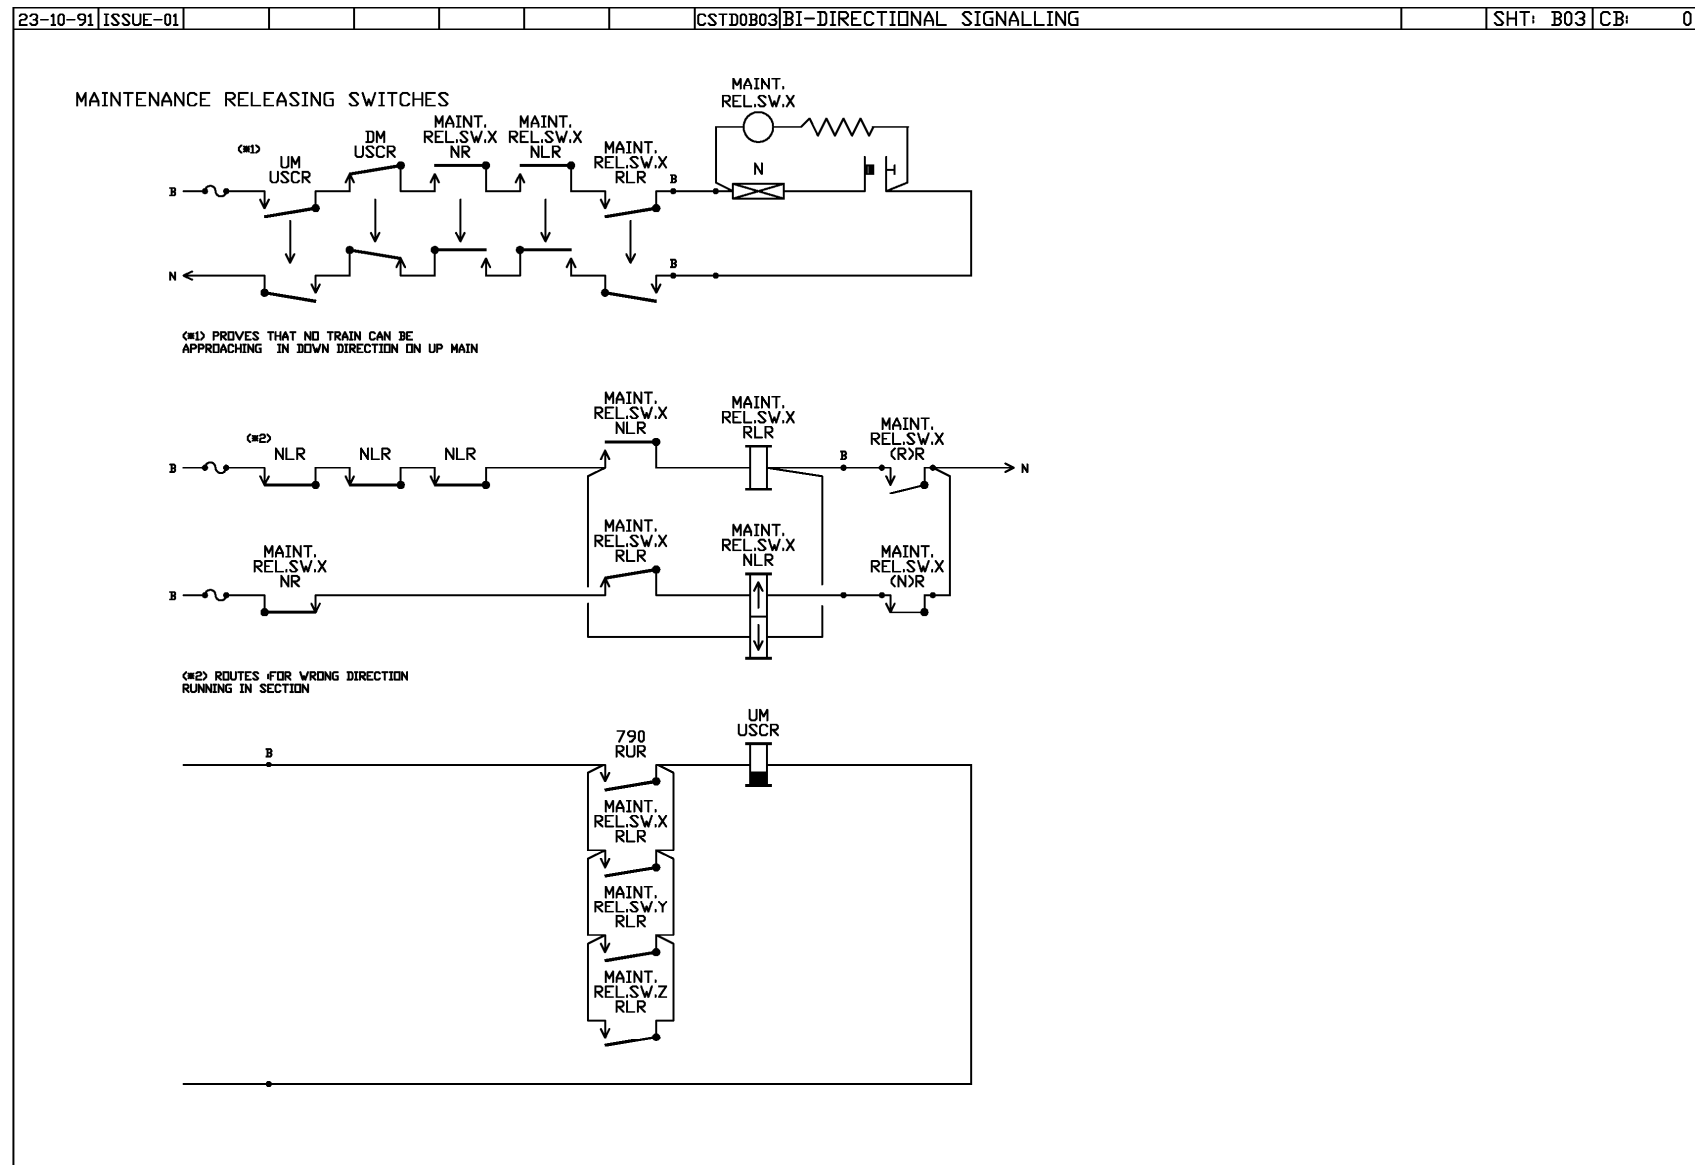 23-10-91 ISSUE-01 CSTD0B03 BI-DIRECTIONAL SIGNALLING SHT: B03 CB: 0
MAINTENANCE RELEASING SWITCHES
MAINT.
REL.SW.X
(*1)
UM
USCR
DM
USCR
MAINT.
REL.SW.X
NR
MAINT.
REL.SW.X
NLR
MAINT.
REL.SW.X
RLR
N
B
B
N
B
(*1) PROVES THAT NO TRAIN CAN BE
APPROACHING IN DOWN DIRECTION ON UP MAIN
(*2)
NLR
NLR
NLR
MAINT.
REL.SW.X
NLR
MAINT.
REL.SW.X
RLR
MAINT.
REL.SW.X
(R)R
B
B
N
MAINT.
REL.SW.X
NR
MAINT.
REL.SW.X
RLR
MAINT.
REL.SW.X
NLR
MAINT.
REL.SW.X
(N)R
B
(*2) ROUTES FOR WRONG DIRECTION
RUNNING IN SECTION
B
790
RUR
UM
USCR
MAINT.
REL.SW.X
RLR
MAINT.
REL.SW.Y
RLR
MAINT.
REL.SW.Z
RLR